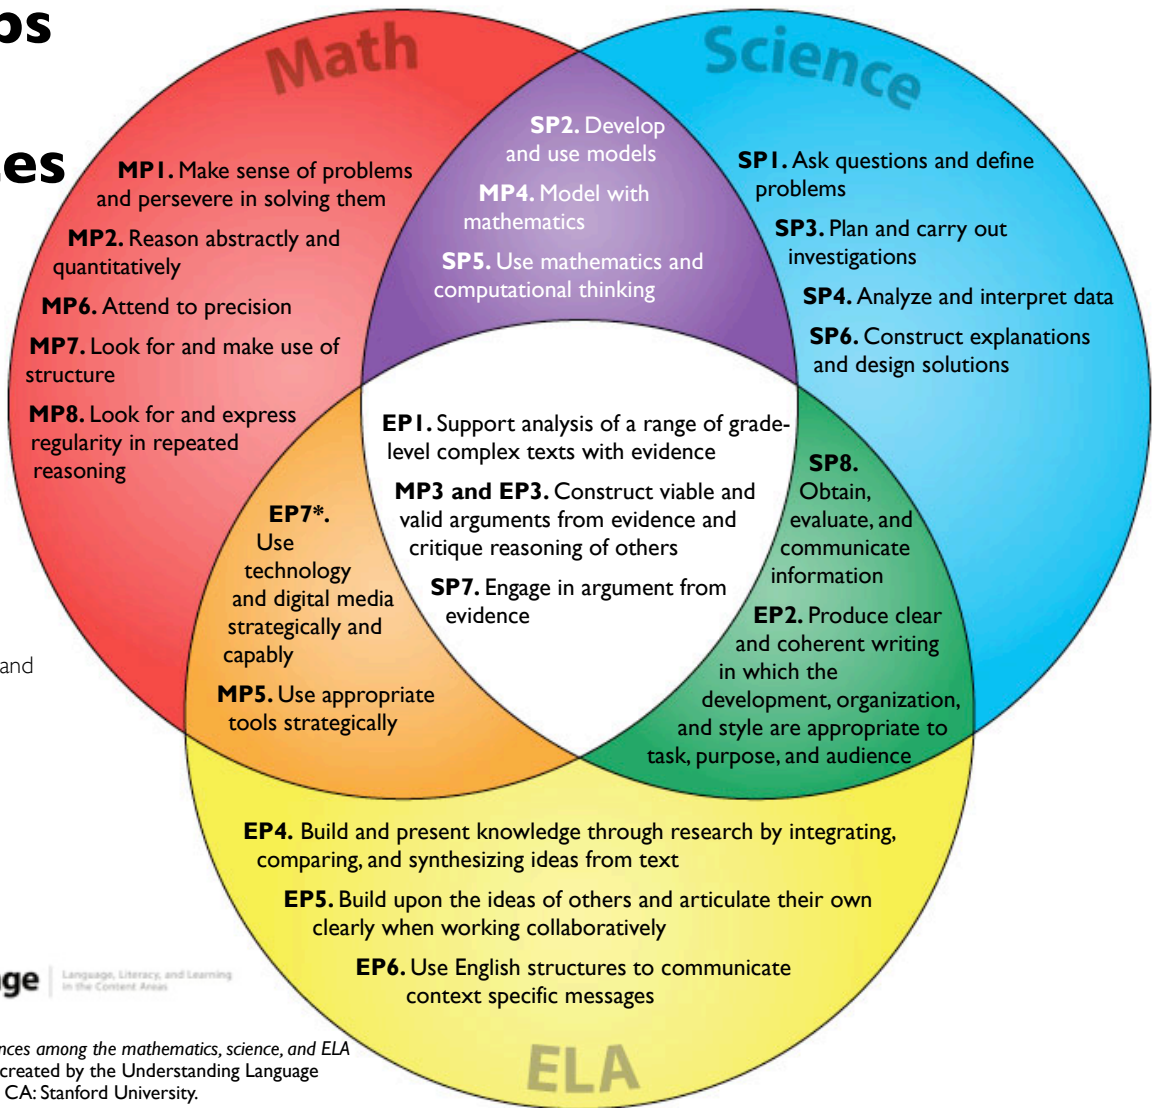 ps
es
Math
MP1. Make sense of problems
and persevere in solving them
MP2. Reason abstractly and
quantitatively
MP6. Attend to precision
MP7. Look for and make use of
structure
MP8. Look for and express
regularity in repeated
reasoning
SP2. Develop
and use models
MP4. Model with
mathematics
SP5. Use mathematics and
computational thinking
Science
SP1. Ask questions and define
problems
SP3. Plan and carry out
investigations
SP4. Analyze and interpret data
SP6. Construct explanations
and design solutions
EP1. Support analysis of a range of grade-
level complex texts with evidence
MP3 and EP3. Construct viable and
valid arguments from evidence and
critique reasoning of others
SP7. Engage in argument from
evidence
EP7*.
Use
technology
and digital media
strategically and
capably
MP5. Use appropriate
tools strategically
SP8.
Obtain,
evaluate, and
communicate
information
EP2. Produce clear
and coherent writing
in which the
development, organization,
and style are appropriate to
task, purpose, and audience
and
EP4. Build and present knowledge through research by integrating,
comparing, and synthesizing ideas from text
EP5. Build upon the ideas of others and articulate their own
clearly when working collaboratively
EP6. Use English structures to communicate
context specific messages
ELA
ge
Language, Literacy, and Learning
in the Content Areas
nces among the mathematics, science, and ELA
created by the Understanding Language
CA: Stanford University.